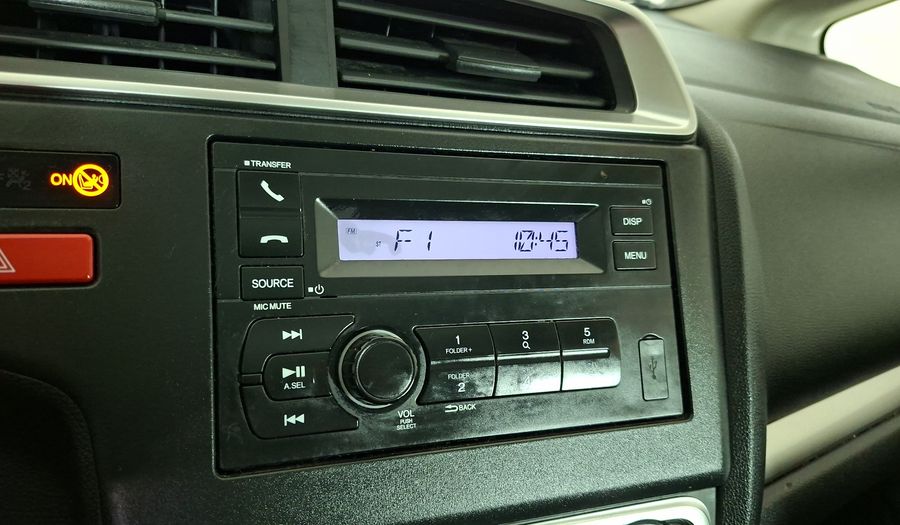 TRANSFER
ON
FM
ST
F1
10:45
DISP
MENU
SOURCE
MIC MUTE
A.SEL
VOL
PUSH
SELECT
1
FOLDER +
FOLDER
2
BACK
3
5
RDM